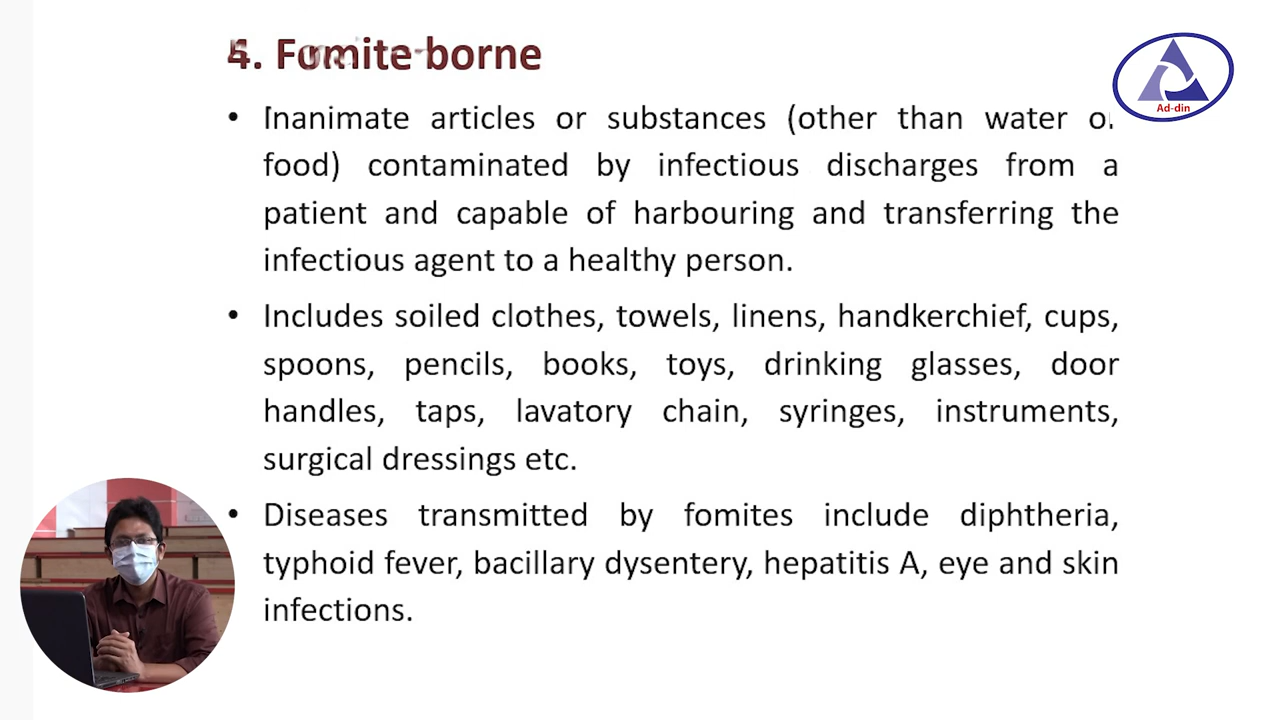 4. Fomite-borne
Ad-din
• Inanimate articles or substances (other than water or
food) contaminated by infectious discharges from a
patient and capable of harbouring and transferring the
infectious agent to a healthy person.
• Includes soiled clothes, towels, linens, handkerchief, cups,
spoons, pencils, books, toys, drinking glasses, door
handles, taps, lavatory chain, syringes, instruments,
surgical dressings etc.
• Diseases transmitted by fomites include diphtheria,
typhoid fever, bacillary dysentery, hepatitis A, eye and skin
infections.